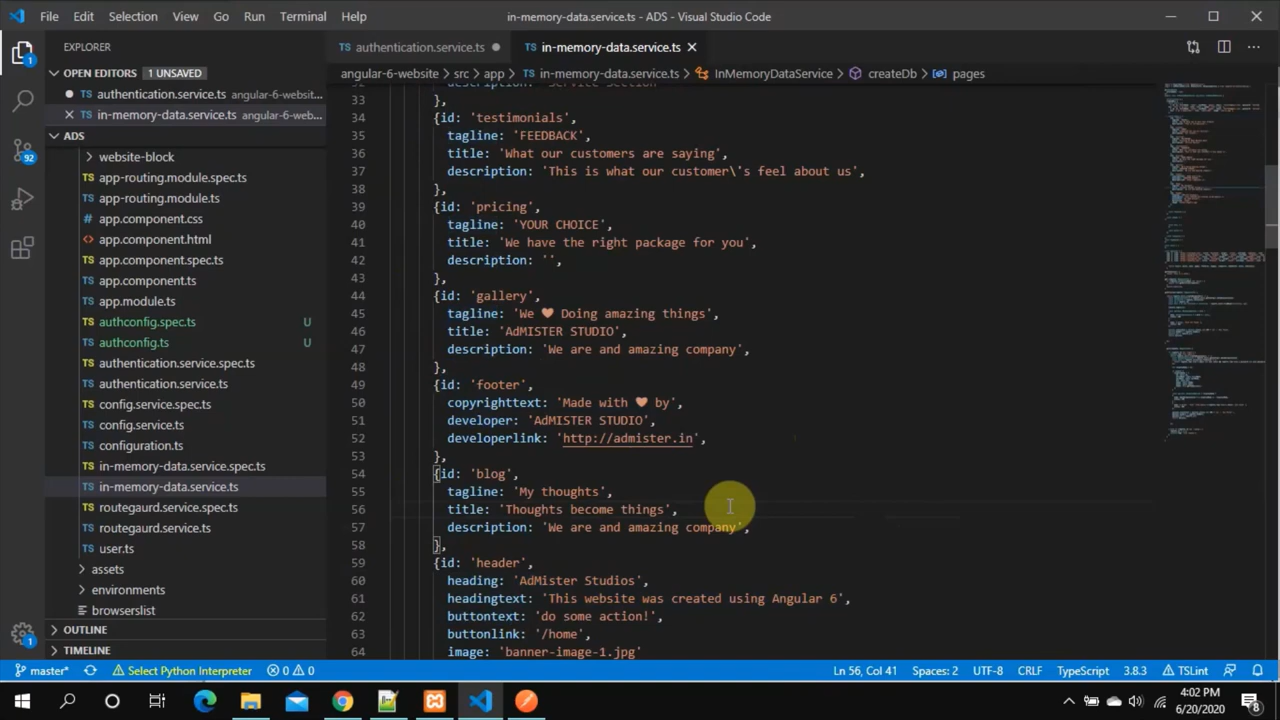 File Edit Selection View Go Run Terminal Help
in-memory-data.service.ts - ADS - Visual Studio Code
EXPLORER
OPEN EDITORS 1 UNSAVED
authentication.service.ts angular-6-website...
in-memory-data.service.ts angular-6-web...
ADS
website-block
app-routing.module.spec.ts
app-routing.module.ts
app.component.css
app.component.html
app.component.spec.ts
app.component.ts
app.module.ts
authconfig.spec.ts U
authconfig.ts U
authentication.service.spec.ts
authentication.service.ts
config.service.spec.ts
config.service.ts
configuration.ts
in-memory-data.service.spec.ts
in-memory-data.service.ts
routegaurd.service.spec.ts
routegaurd.service.ts
user.ts
assets
environments
browserslist
OUTLINE
TIMELINE
1
92
1
authentication.service.ts
in-memory-data.service.ts
angular-6-website > src > app > in-memory-data.service.ts > InMemoryDataService > createDb > pages
32 description: 'Service Section'
33 },
34 {id: 'testimonials',
35 tagline: 'FEEDBACK',
36 title: 'What our customers are saying',
37 description: 'This is what our customer\'s feel about us',
38 },
39 {id: 'pricing',
40 tagline: 'YOUR CHOICE',
41 title: 'We have the right package for you',
42 description: '',
43 },
44 {id: 'gallery',
45 tagline: 'We ❤ Doing amazing things',
46 title: 'AdMISTER STUDIO',
47 description: 'We are and amazing company',
48 },
49 {id: 'footer',
50 copyrighttext: 'Made with ❤ by',
51 developer: 'AdMISTER STUDIO',
52 developerlink: 'http://admister.in',
53 },
54 {id: 'blog',
55 tagline: 'My thoughts',
56 title: 'Thoughts become things',
57 description: 'We are and amazing company',
58 },
59 {id: 'header',
60 heading: 'AdMister Studios',
61 headingtext: 'This website was created using Angular 6',
62 buttontext: 'do some action!',
63 buttonlink: '/home',
64 image: 'banner-image-1.jpg'
master* Select Python Interpreter 0 0 Ln 56, Col 41 Spaces: 2 UTF-8 CRLF TypeScript 3.8.3 TSLint
4:02 PM
6/20/2020
8